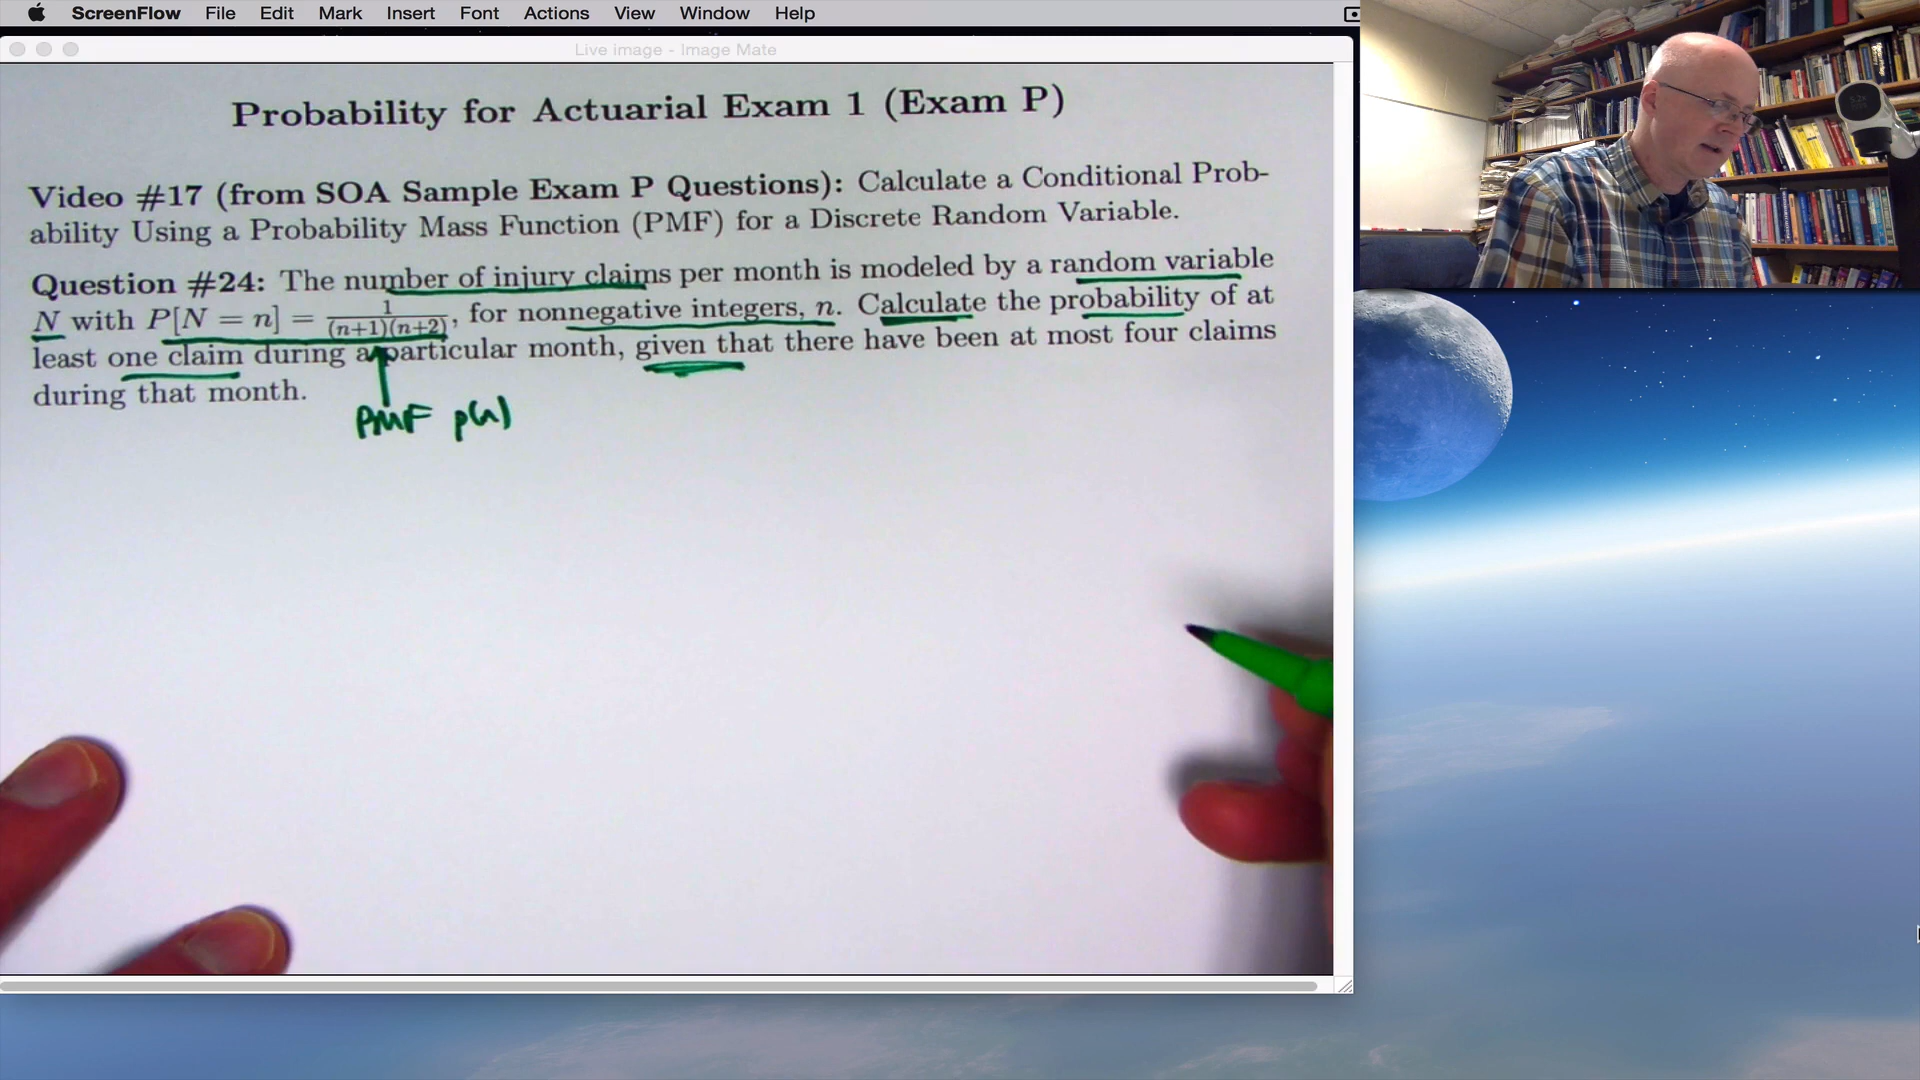 ScreenFlow File Edit Mark Insert Font Actions View Window Help
Live image - Image Mate
Probability for Actuarial Exam 1 (Exam P)
Video #17 (from SOA Sample Exam P Questions): Calculate a Conditional Prob-
ability Using a Probability Mass Function (PMF) for a Discrete Random Variable.
Question #24: The number of injury claims per month is modeled by a random variable
N with P[N = n] = 1/((n+1)(n+2)), for nonnegative integers, n. Calculate the probability of at
least one claim during a particular month, given that there have been at most four claims
during that month.
PMF p(n)